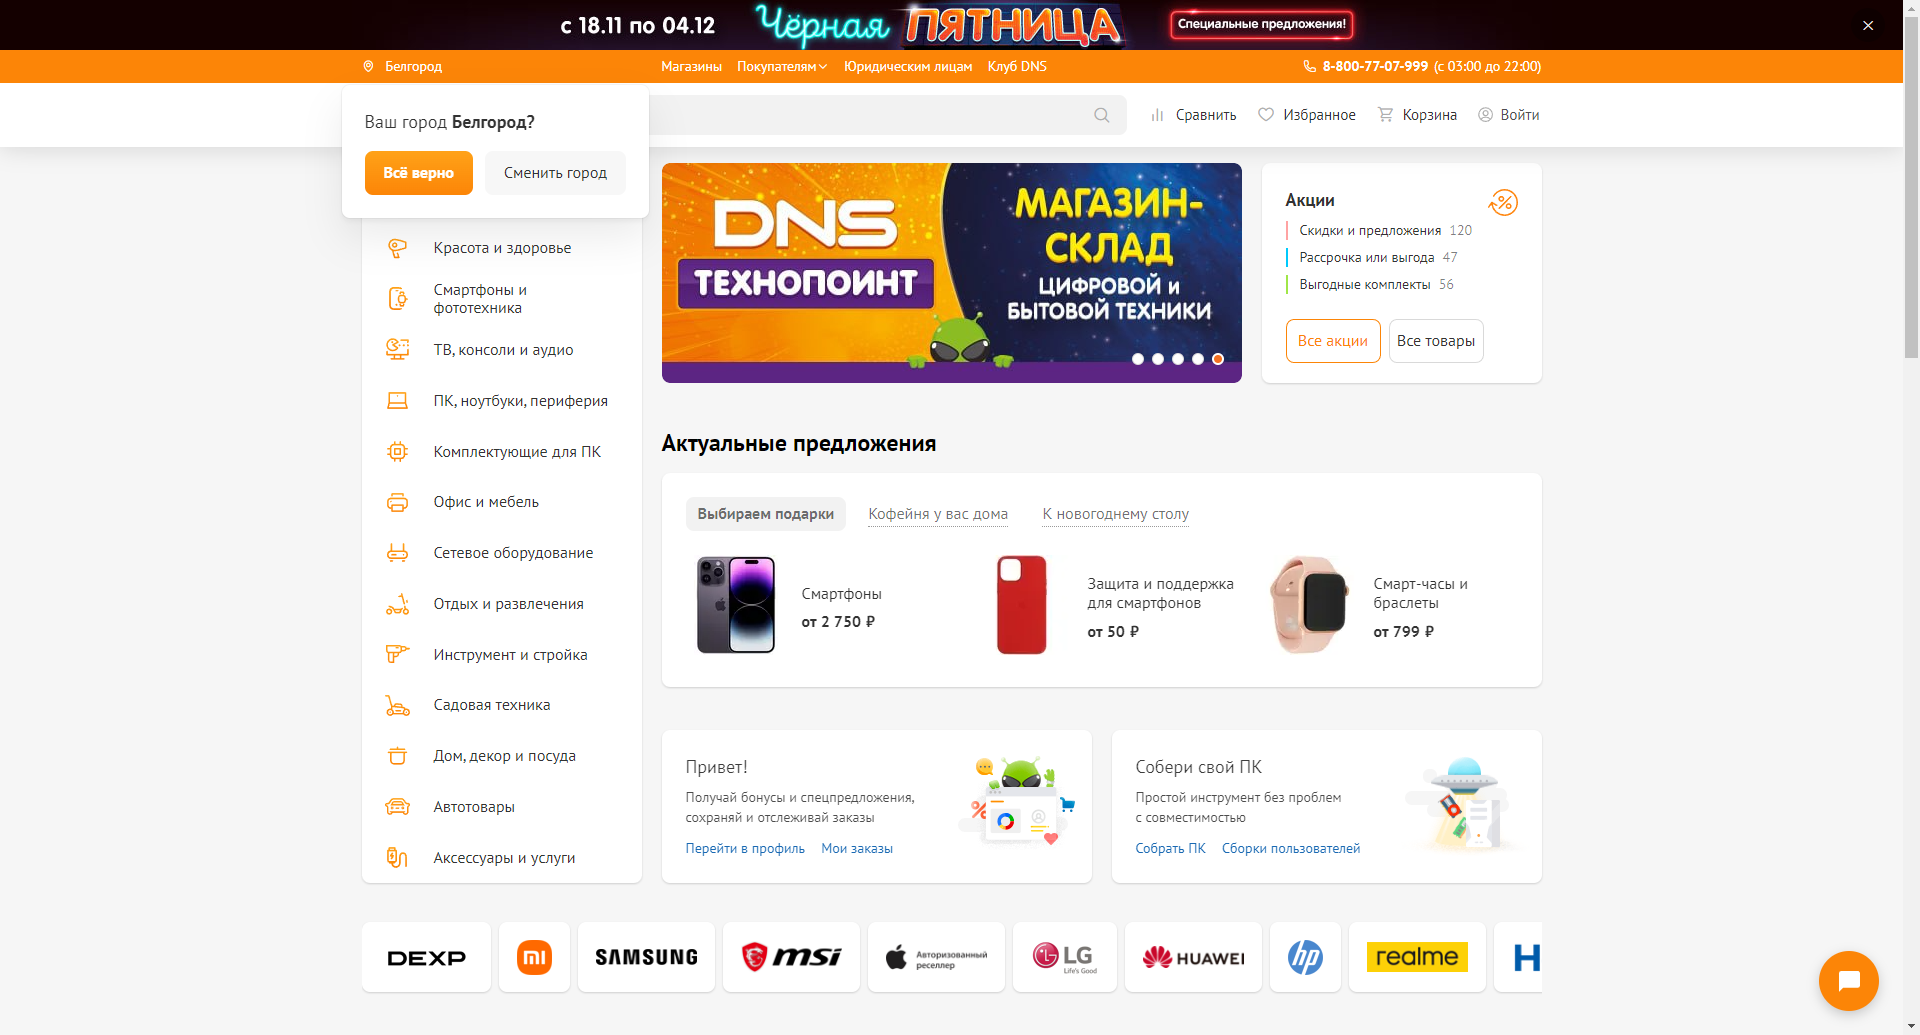 с 18.11 по 04.12
Чёрная
ПЯТНИЦА
Специальные предложения!
Белгород
Магазины
Покупателям
Юридическим лицам
Клуб DNS
8-800-77-07-999 (с 03:00 до 22:00)
Ваш город Белгород?
Всё верно
Сменить город
Сравнить
Избранное
Корзина
Войти
Красота и здоровье
Смартфоны и
фототехника
ТВ, консоли и аудио
ПК, ноутбуки, периферия
Комплектующие для ПК
Офис и мебель
Сетевое оборудование
Отдых и развлечения
Инструмент и стройка
Садовая техника
Дом, декор и посуда
Автотовары
Аксессуары и услуги
DNS
ТЕХНОПОИНТ
МАГАЗИН-
СКЛАД
ЦИФРОВОЙ и
БЫТОВОЙ ТЕХНИКИ
Акции
Скидки и предложения 120
Рассрочка или выгода 47
Выгодные комплекты 56
Все акции
Все товары
Актуальные предложения
Выбираем подарки
Кофейня у вас дома
К новогоднему столу
Смартфоны
от 2 750 ₽
Защита и поддержка
для смартфонов
от 50 ₽
Смарт-часы и
браслеты
от 799 ₽
Привет!
Получай бонусы и спецпредложения,
сохраняй и отслеживай заказы
Перейти в профиль
Мои заказы
Собери свой ПК
Простой инструмент без проблем
с совместимостью
Собрать ПК
Сборки пользователей
DEXP
mi
SAMSUNG
msi
Авторизованный
реселлер
LG
Life's Good
HUAWEI
hp
realme
H